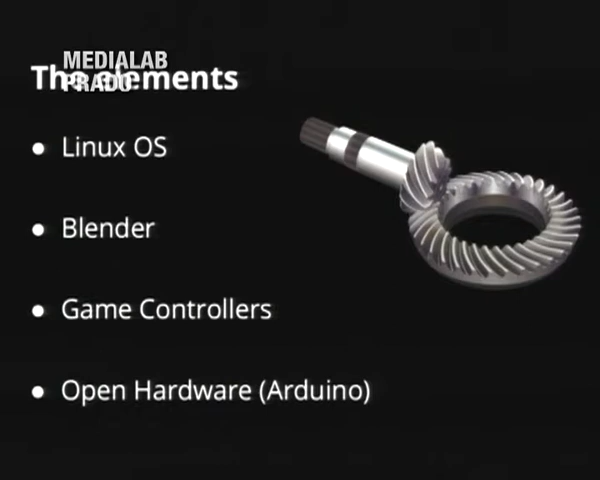 MEDIALAB
PRADO
The elements
Linux OS
Blender
Game Controllers
Open Hardware (Arduino)